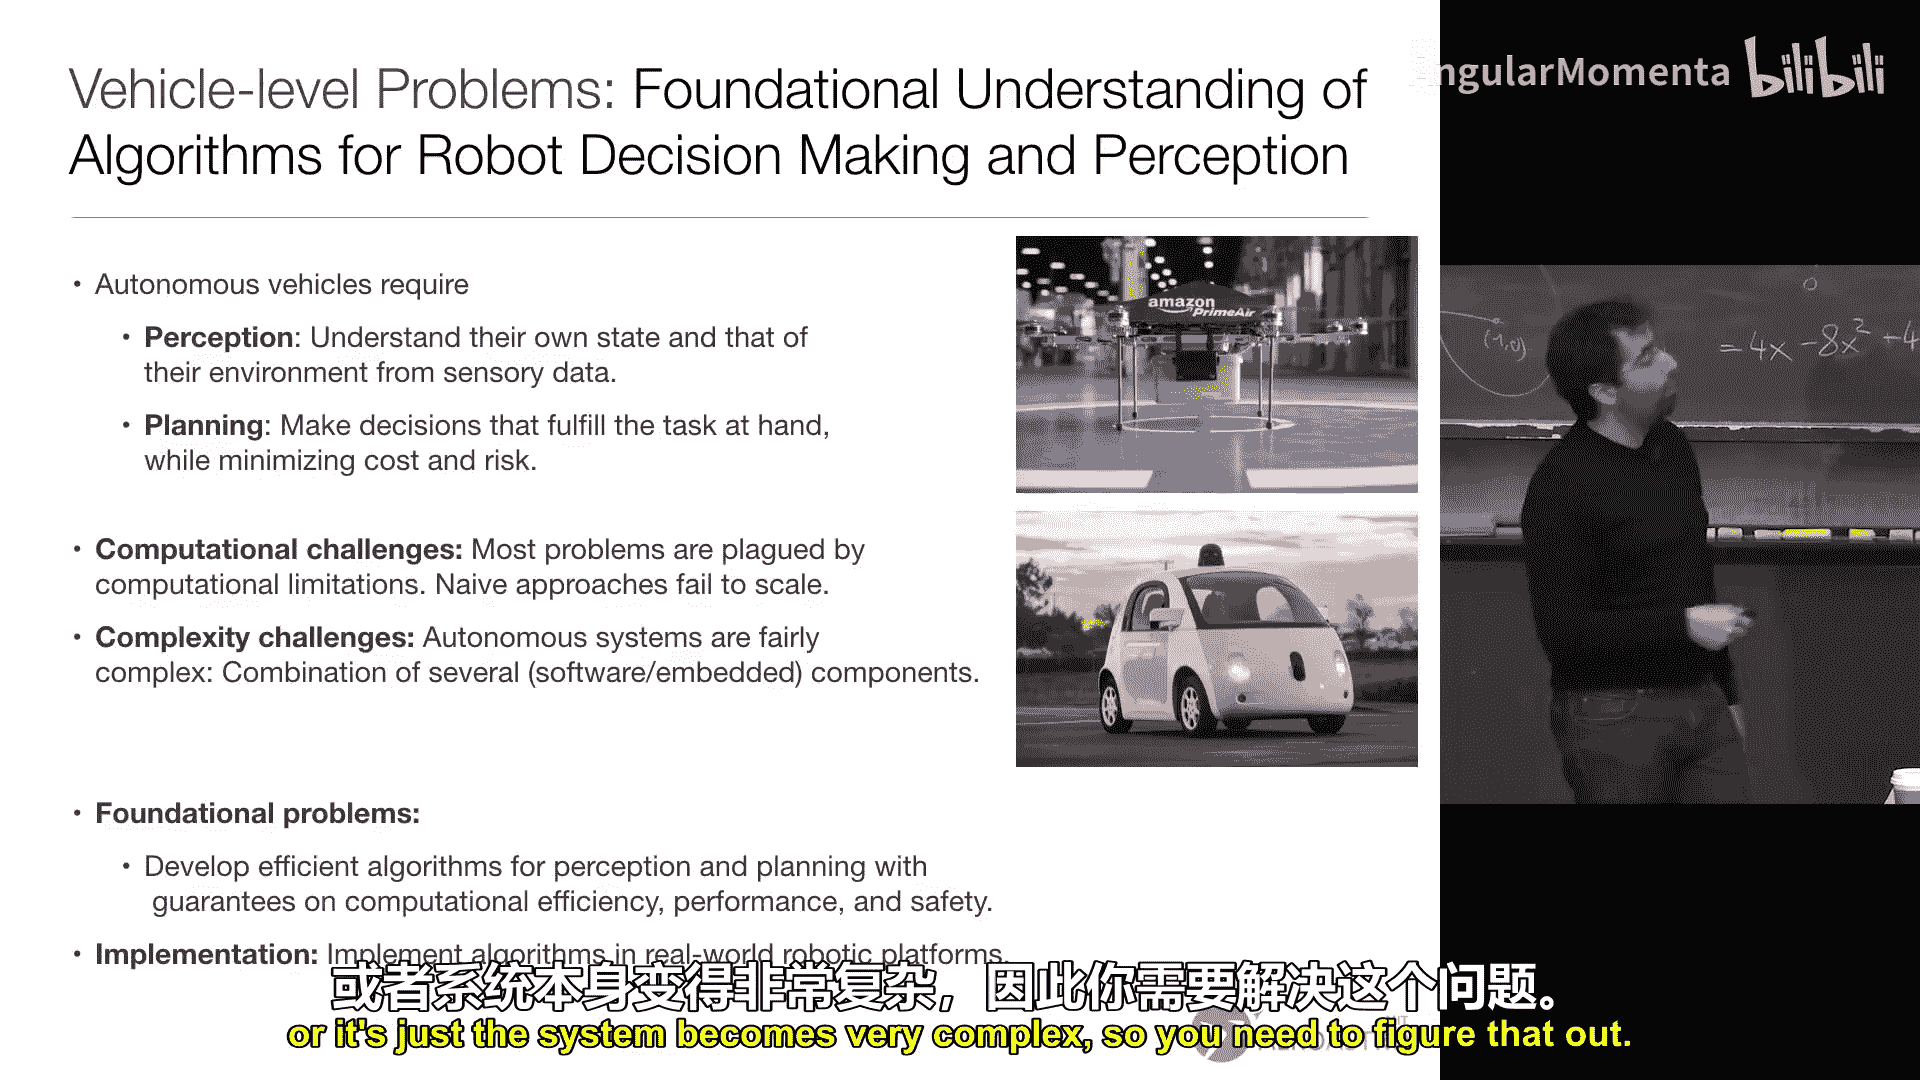 Vehicle-level Problems: Foundational Understanding of
Algorithms for Robot Decision Making and Perception
ngularMomenta bilibili
• Autonomous vehicles require
• Perception: Understand their own state and that of
their environment from sensory data.
• Planning: Make decisions that fulfill the task at hand,
while minimizing cost and risk.
amazon
PrimeAir
(1,0)
=4x-8x²+4
• Computational challenges: Most problems are plagued by
computational limitations. Naive approaches fail to scale.
• Complexity challenges: Autonomous systems are fairly
complex: Combination of several (software/embedded) components.
• Foundational problems:
• Develop efficient algorithms for perception and planning with
guarantees on computational efficiency, performance, and safety.
• Implementation: Implement algorithms in real-world robotic platforms.
或者系统本身变得非常复杂，因此你需要解决这个问题。
or it's just the system becomes very complex, so you need to figure that out.